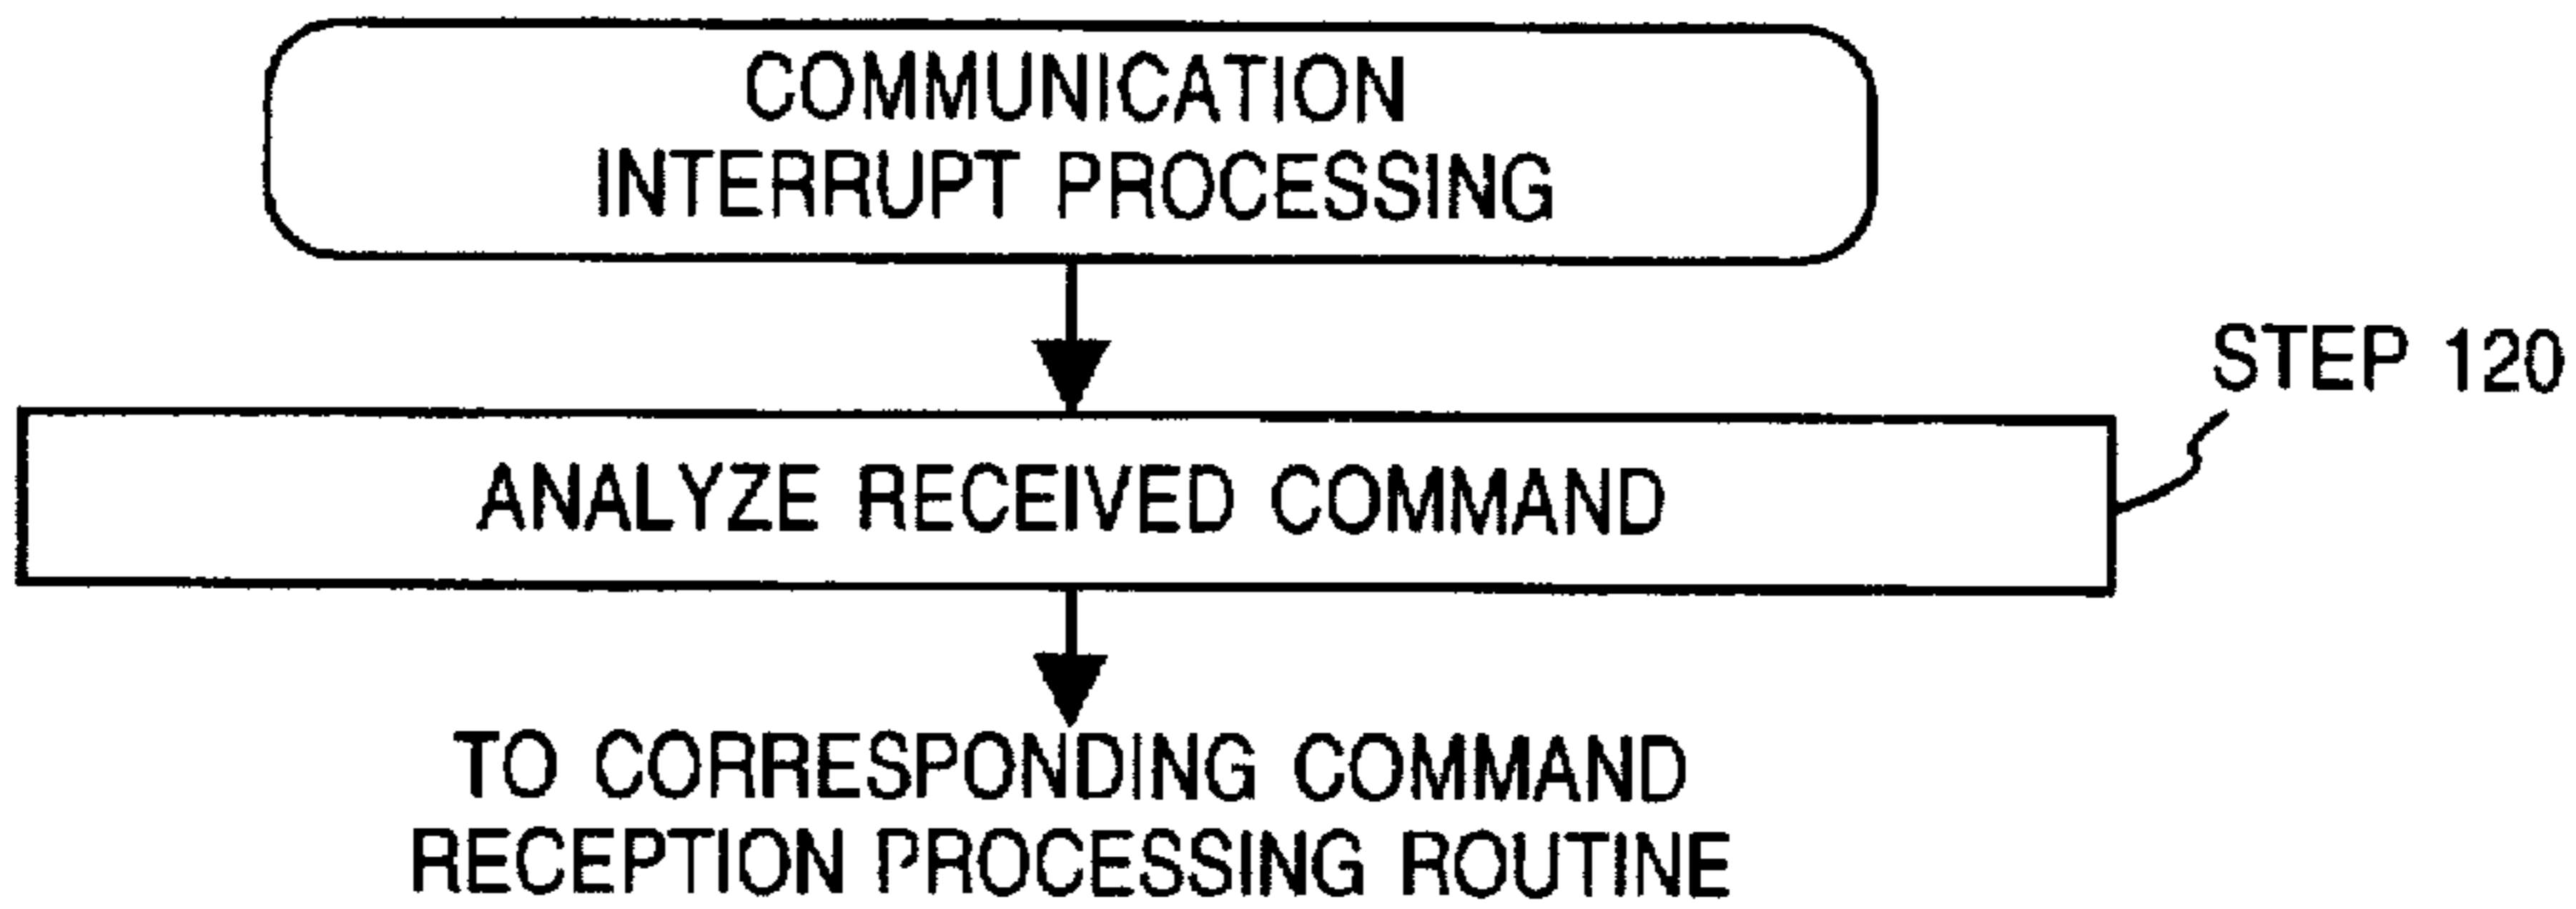 COMMUNICATION
INTERRUPT PROCESSING
STEP 120
ANALYZE RECEIVED COMMAND
TO CORRESPONDING COMMAND
RECEPTION PROCESSING ROUTINE